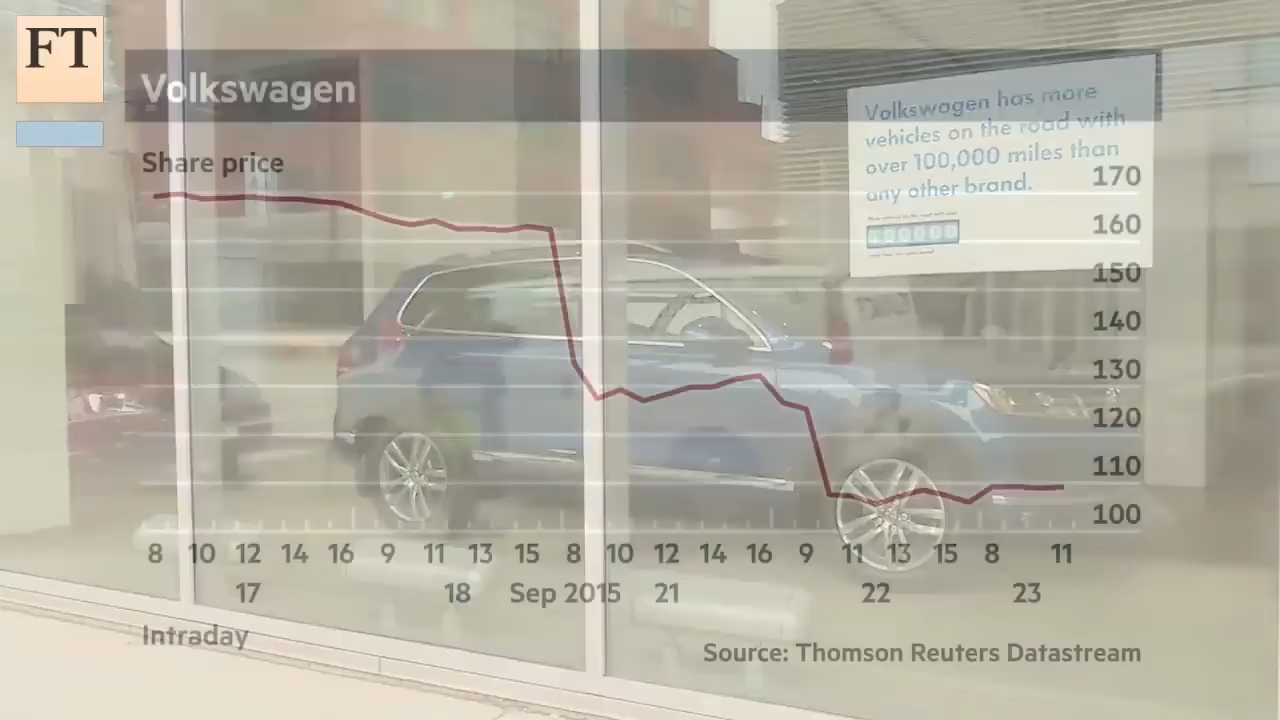 FT
Volkswagen
Share price
Volkswagen has more
vehicles on the road with
over 100,000 miles than
any other brand.
170
160
150
140
130
120
110
100
8 10 12 14 16 9 11 13 15 8 10 12 14 16 9 11 13 15 8 11
17 18 Sep 2015 21 22 23
Intraday
Source: Thomson Reuters Datastream